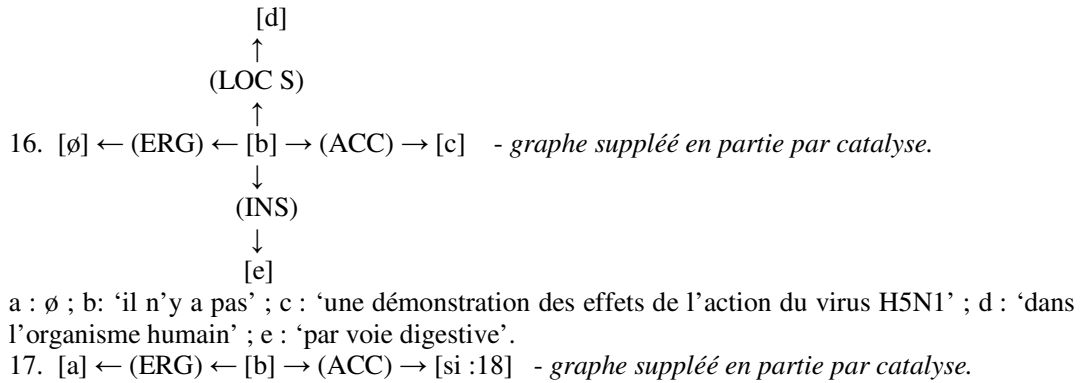 [d]
↑
(LOC S)
↑
16. [ø] ← (ERG) ← [b] → (ACC) → [c] - graphe suppléé en partie par catalyse.
↓
(INS)
↓
[e]
a : ø ; b: ‘il n’y a pas’ ; c : ‘une démonstration des effets de l’action du virus H5N1’ ; d : ‘dans
l’organisme humain’ ; e : ‘par voie digestive’.
17. [a] ← (ERG) ← [b] → (ACC) → [si :18] - graphe suppléé en partie par catalyse.